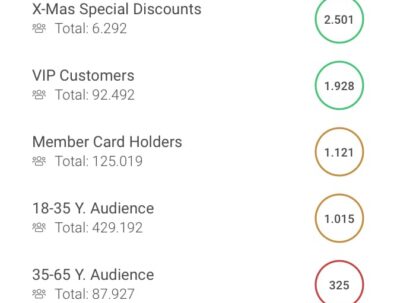 X-Mas Special Discounts
Total: 6.292
2.501
VIP Customers
Total: 92.492
1.928
Member Card Holders
Total: 125.019
1.121
18-35 Y. Audience
Total: 429.192
1.015
35-65 Y. Audience
Total: 87.927
325